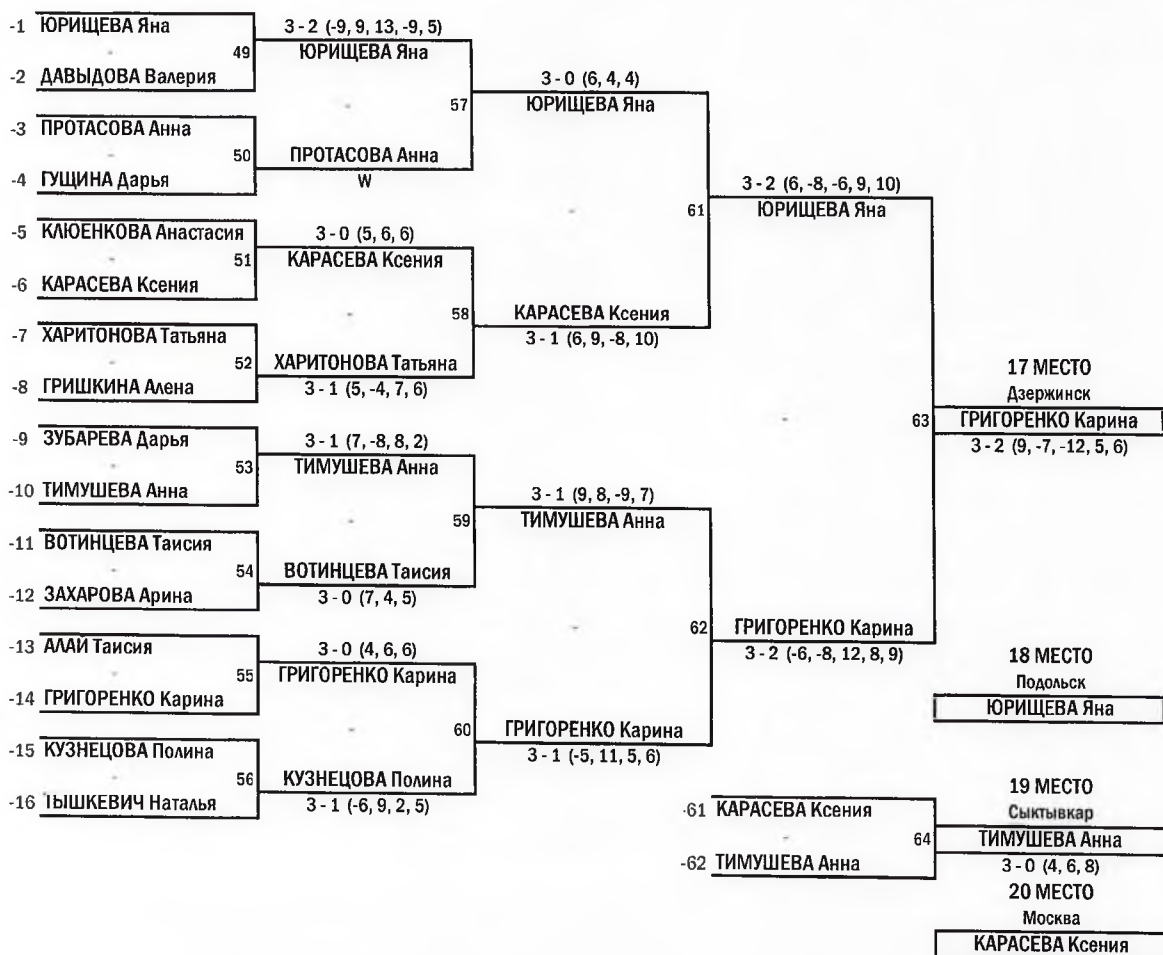 -1 ЮРИЩЕВА Яна
3 - 2 (-9, 9, 13, -9, 5)
49
ЮРИЩЕВА Яна
-2 ДАВЫДОВА Валерия
3 - 0 (6, 4, 4)
57
ЮРИЩЕВА Яна
-3 ПРОТАСОВА Анна
50
ПРОТАСОВА Анна
-4 ГУЩИНА Дарья
W
3 - 2 (6, -8, -6, 9, 10)
61
ЮРИЩЕВА Яна
-5 КЛЮЕНКОВА Анастасия
3 - 0 (5, 6, 6)
51
КАРАСЕВА Ксения
-6 КАРАСЕВА Ксения
58
КАРАСЕВА Ксения
3 - 1 (6, 9, -8, 10)
-7 ХАРИТОНОВА Татьяна
52
ХАРИТОНОВА Татьяна
-8 ГРИШКИНА Алена
3 - 1 (5, -4, 7, 6)
17 МЕСТО
Дзержинск
63
ГРИГОРЕНКО Карина
3 - 2 (9, -7, -12, 5, 6)
-9 ЗУБАРЕВА Дарья
3 - 1 (7, -8, 8, 2)
53
ТИМУШЕВА Анна
-10 ТИМУШЕВА Анна
3 - 1 (9, 8, -9, 7)
59
ТИМУШЕВА Анна
-11 ВОТИНЦЕВА Таисия
54
ВОТИНЦЕВА Таисия
-12 ЗАХАРОВА Арина
3 - 0 (7, 4, 5)
62
ГРИГОРЕНКО Карина
3 - 2 (-6, -8, 12, 8, 9)
-13 АЛАЙ Таисия
3 - 0 (4, 6, 6)
55
ГРИГОРЕНКО Карина
-14 ГРИГОРЕНКО Карина
18 МЕСТО
Подольск
ЮРИЩЕВА Яна
60
ГРИГОРЕНКО Карина
3 - 1 (-5, 11, 5, 6)
-15 КУЗНЕЦОВА Полина
56
КУЗНЕЦОВА Полина
-16 ТЫШКЕВИЧ Наталья
3 - 1 (-6, 9, 2, 5)
19 МЕСТО
Сыктывкар
-61 КАРАСЕВА Ксения
64
ТИМУШЕВА Анна
-62 ТИМУШЕВА Анна
3 - 0 (4, 6, 8)
20 МЕСТО
Москва
КАРАСЕВА Ксения